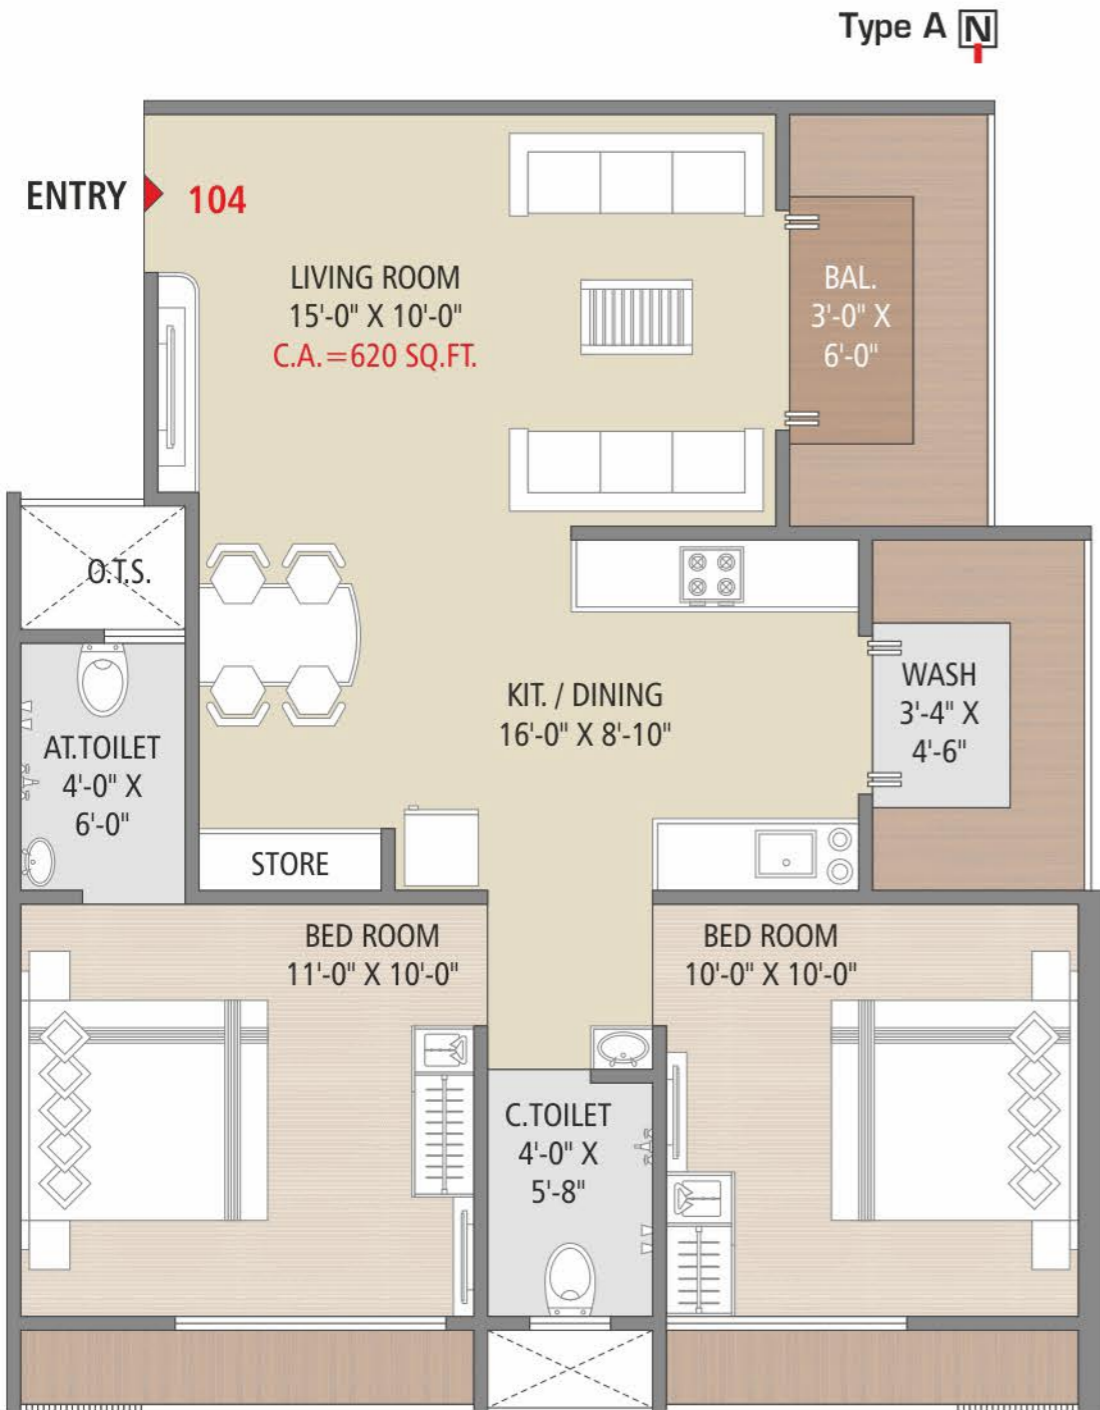 Type A N
ENTRY
104
LIVING ROOM
15'-0" X 10'-0"
C.A.=620 SQ.FT.
BAL.
3'-0" X
6'-0"
O.T.S.
KIT. / DINING
16'-0" X 8'-10"
WASH
3'-4" X
4'-6"
AT.TOILET
4'-0" X
6'-0"
STORE
BED ROOM
11'-0" X 10'-0"
BED ROOM
10'-0" X 10'-0"
C.TOILET
4'-0" X
5'-8"